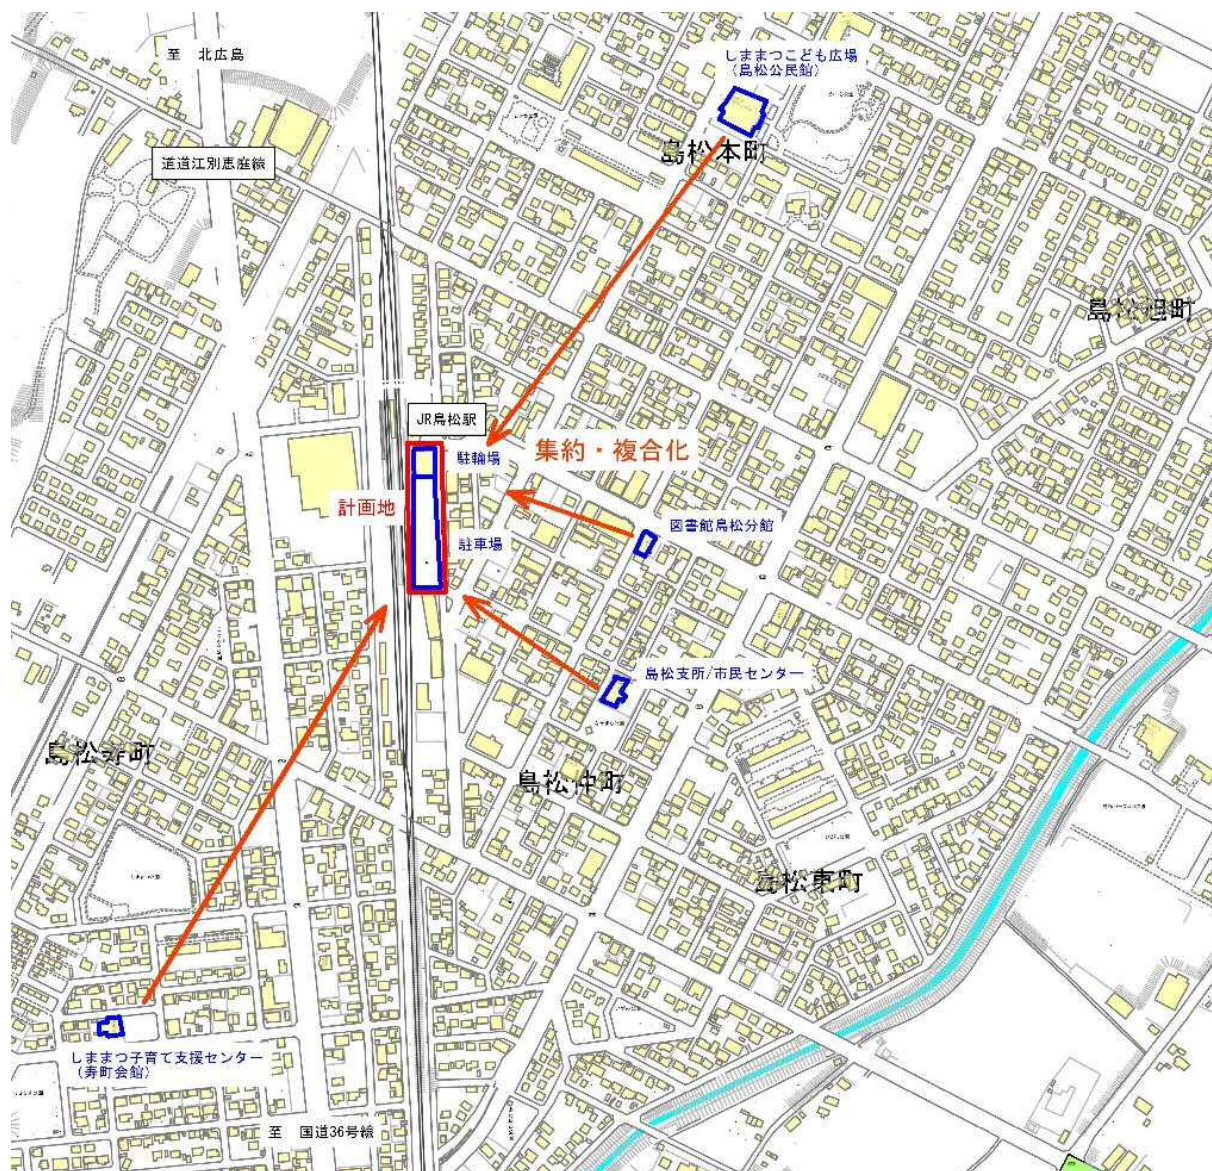 至 北広島
しままつこども広場
(島松公民館)
道道江別恵庭線
島松本町
島松旭町
JR島松駅
駐輪場
集約・複合化
計画地
図書館島松分館
駐車場
島松支所/市民センター
島松寿町
島松仲町
島松東町
しままつ子育て支援センター
(寿町会館)
至 国道36号線